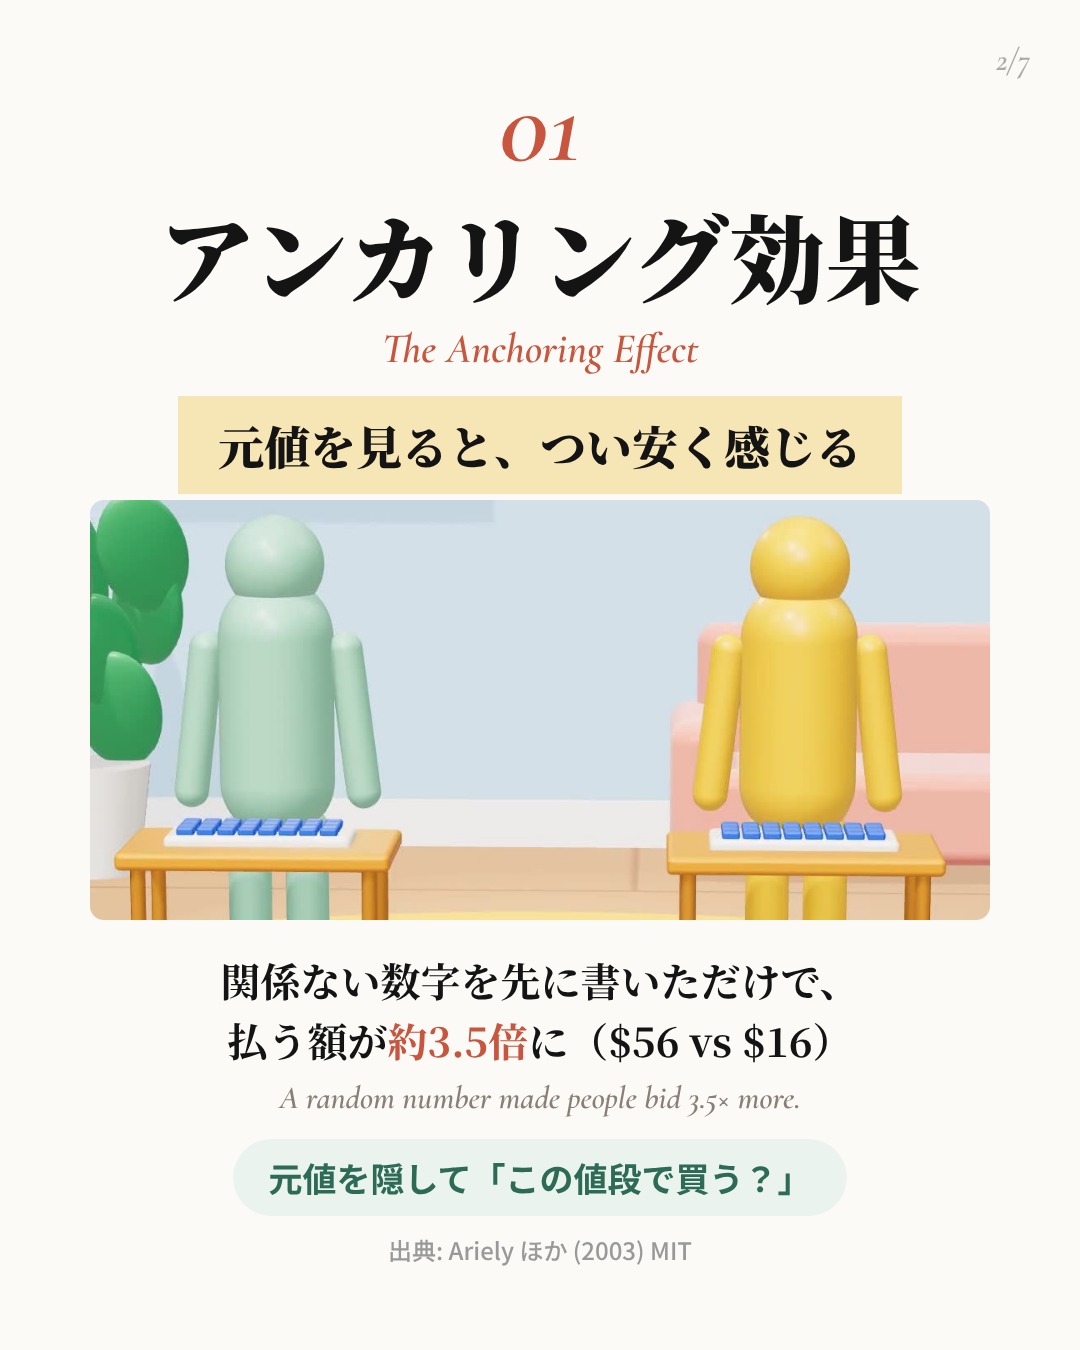 2/7
01
アンカリング効果
The Anchoring Effect
元値を見ると、つい安く感じる
関係ない数字を先に書いただけで、
払う額が約3.5倍に（$56 vs $16）
A random number made people bid 3.5× more.
元値を隠して「この値段で買う？」
出典: Ariely ほか (2003) MIT